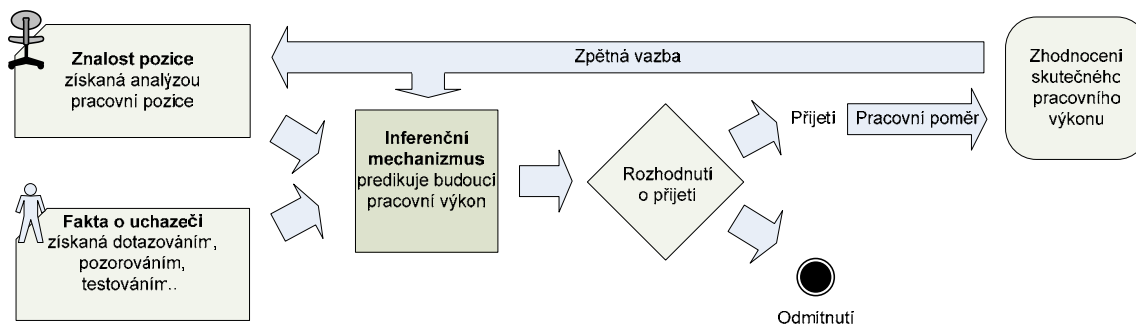 Znalost pozice
získaná analýzou
pracovní pozice
Fakta o uchazeči
získaná dotazováním,
pozorováním,
testováním..
Zpětná vazba
Inferenční
mechanizmus
predikuje budoucí
pracovní výkon
Rozhodnutí
o přijetí
Přijetí
Pracovní poměr
Odmítnutí
Zhodnocení
skutečného
pracovního
výkonu